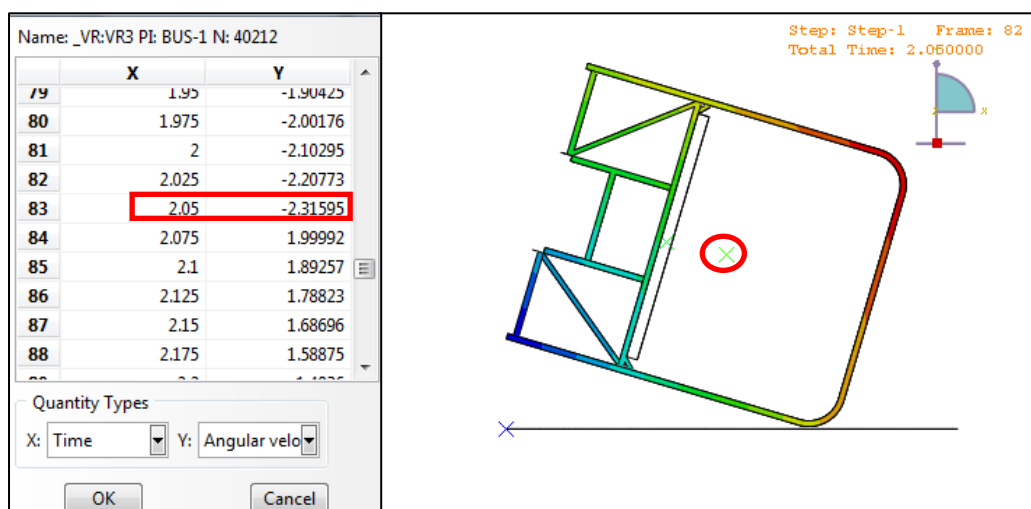 Name: _VR:VR3 PI: BUS-1 N: 40212
X Y
79 1.95 -1.90425
80 1.975 -2.00176
81 2 -2.10295
82 2.025 -2.20773
83 2.05 -2.31595
84 2.075 1.99992
85 2.1 1.89257
86 2.125 1.78823
87 2.15 1.68696
88 2.175 1.58875
Quantity Types
X: Time Y: Angular velo
OK Cancel
Step: Step-1 Frame: 82
Total Time: 2.050000
x